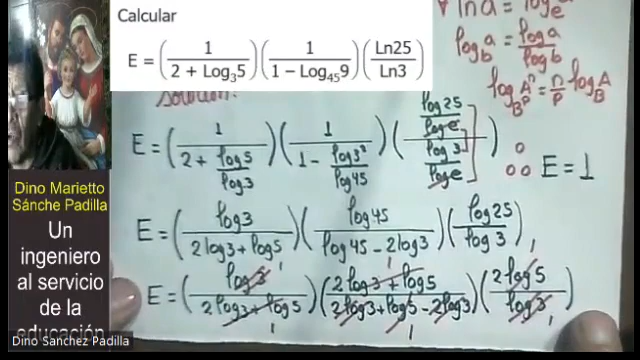 Calcular
E = (1 / (2 + Log₃5)) (1 / (1 − Log₄₅9)) (Ln25 / Ln3)
∀ lna = log_e^a
log_b^a = log a / log b
log_{B^P}^{A^n} = n/P log_B^A
Solución:
E = (1 / (2 + log5/log3)) (1 / (1 − log3²/log45)) ((log25/log e) / (log3/log e))
∴ E = 1
E = (log3 / (2log3 + log5)) (log45 / (log45 − 2log3)) (log25 / log3)
E = (log3 / (2log3 + log5)) ((2log3 + log5) / (2log3 + log5 − 2log3)) (2log5 / log3)
Dino Marietto
Sánche Padilla
Un
ingeniero
al servicio
de la
educación
Dino Sanchez Padilla